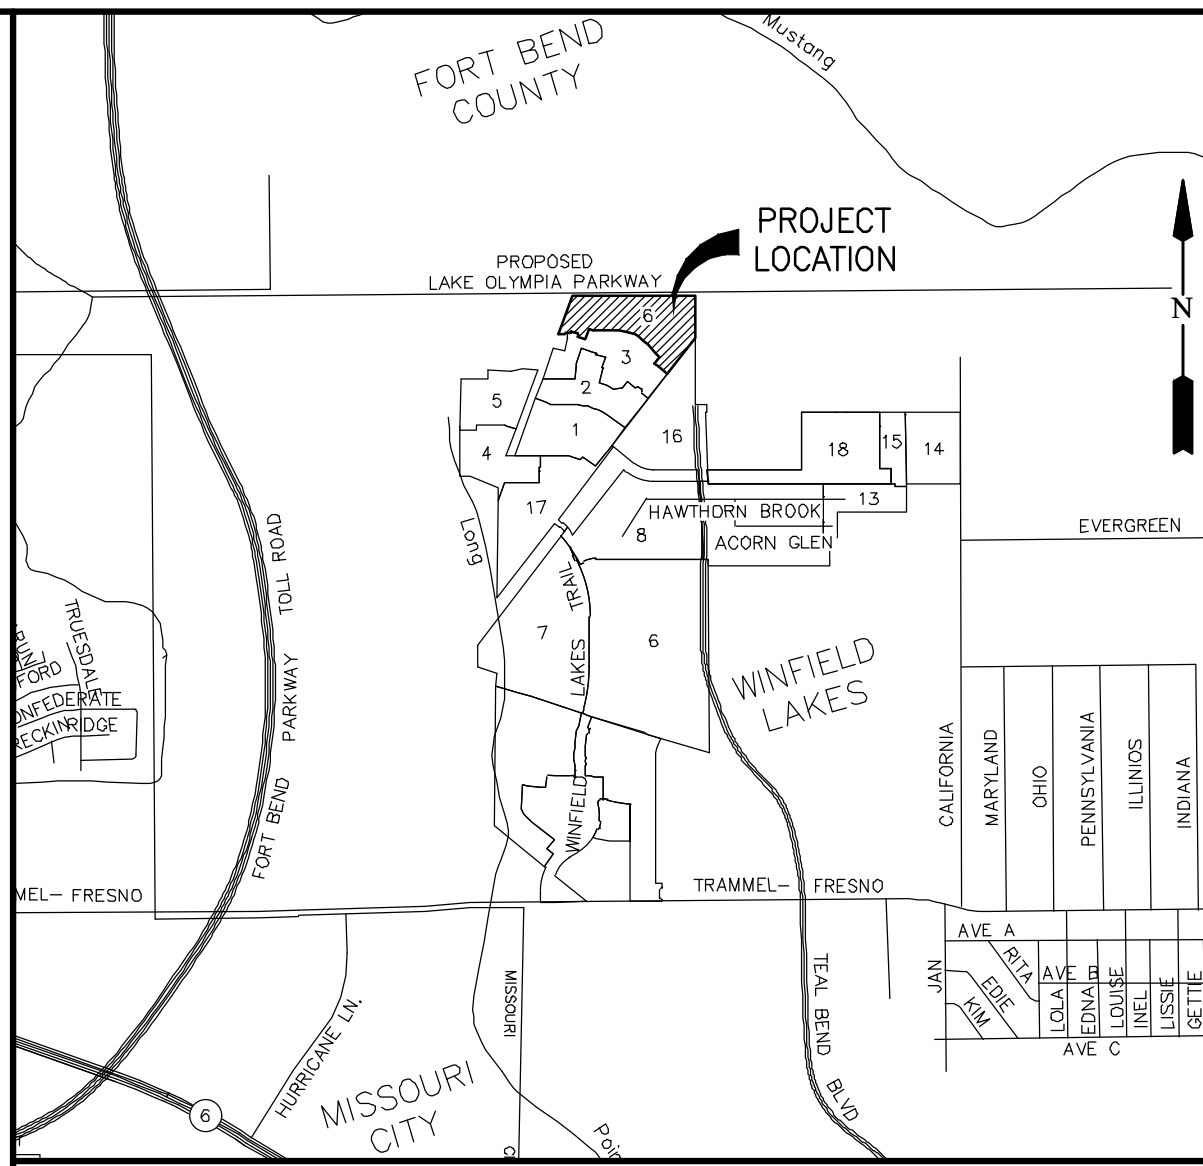 FORT BEND
COUNTY
Mustang
PROJECT
LOCATION
PROPOSED
LAKE OLYMPIA PARKWAY
N
6
3
2
5
1
4
16
18
15
14
13
17
HAWTHORN BROOK
8
ACORN GLEN
EVERGREEN
Long
TOLL ROAD
PARKWAY
FORT BEND
TRUESDALE
FORD
ONFEDERATE
RECKINRIDGE
7
6
TRAIL
LAKES
WINFIELD
WINFIELD
LAKES
CALIFORNIA
MARYLAND
OHIO
PENNSYLVANIA
ILLINIOS
INDIANA
MEL- FRESNO
TRAMMEL- FRESNO
AVE A
RITA
AVE B
JAN
EDIE
KIM
LOLA
EDNA
LOUISE
INEL
LISSIE
GETTIE
AVE C
TEAL BEND
BLVD
MISSOURI
HURRICANE LN.
MISSOURI
CITY
6
Poin